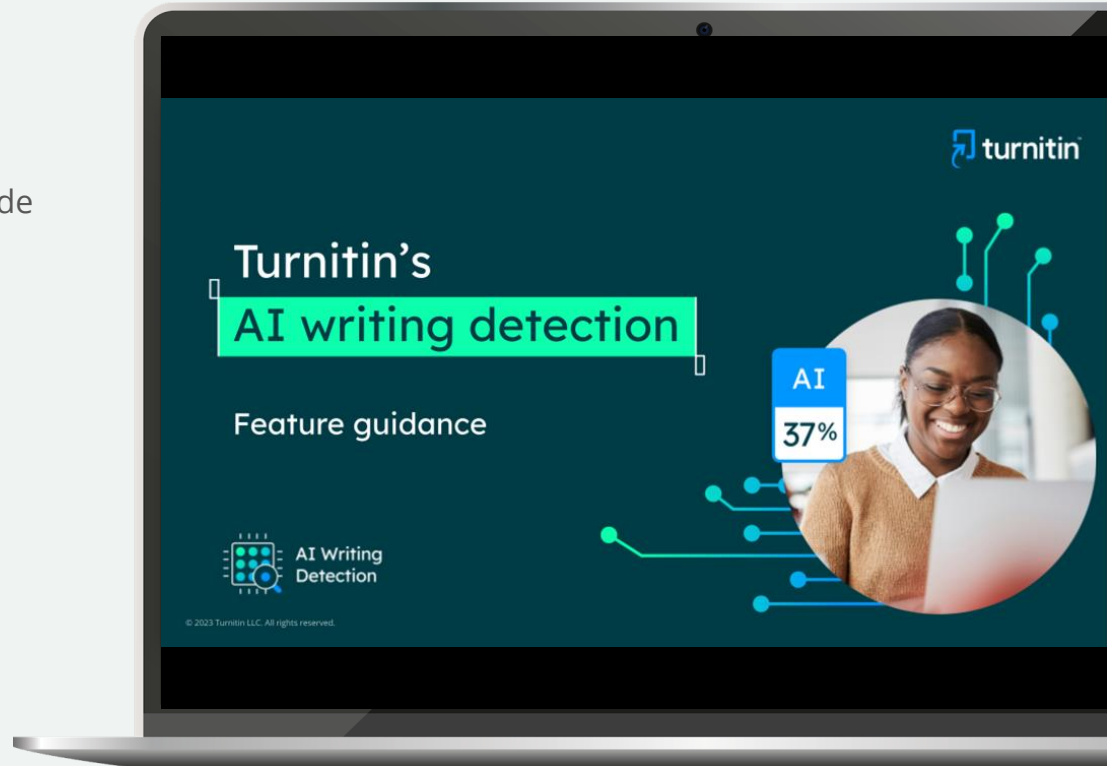 de
turnitin
Turnitin’s
AI writing detection
Feature guidance
AI
37%
AI Writing
Detection
© 2023 Turnitin LLC. All rights reserved.